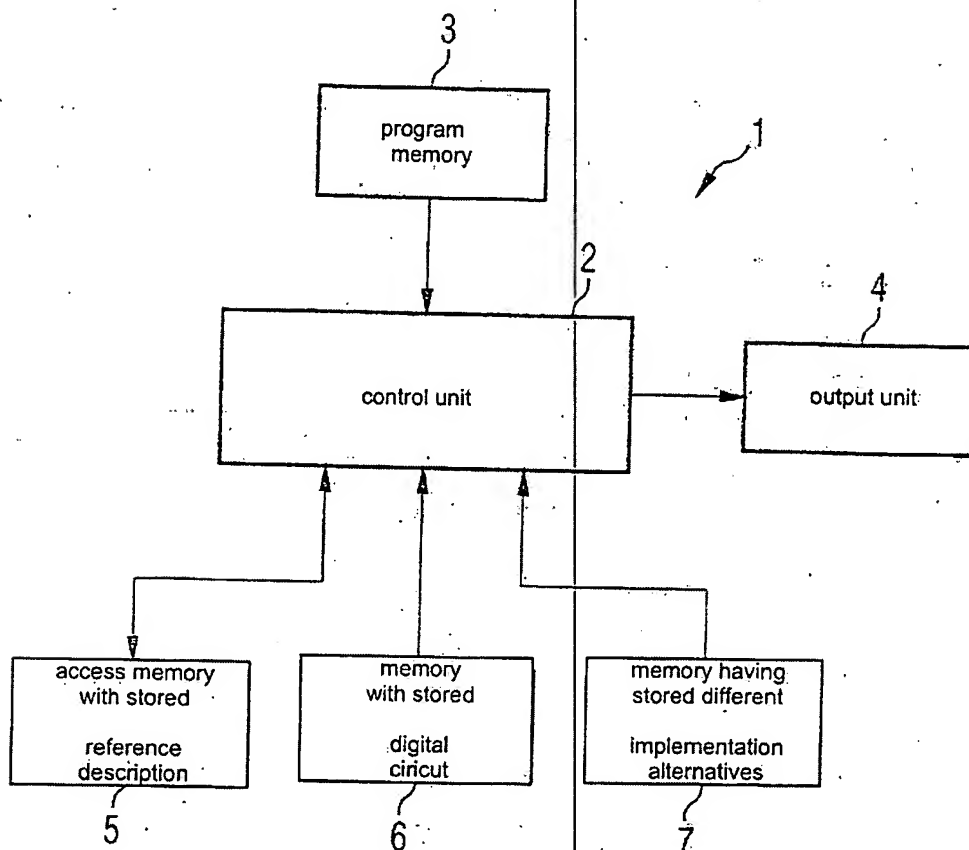 3
program
memory
1
2
4
control unit
output unit
access memory
with stored
reference
description
memory
with stored
digital
ciricut
memory having
stored different
implementation
alternatives
5
6
7